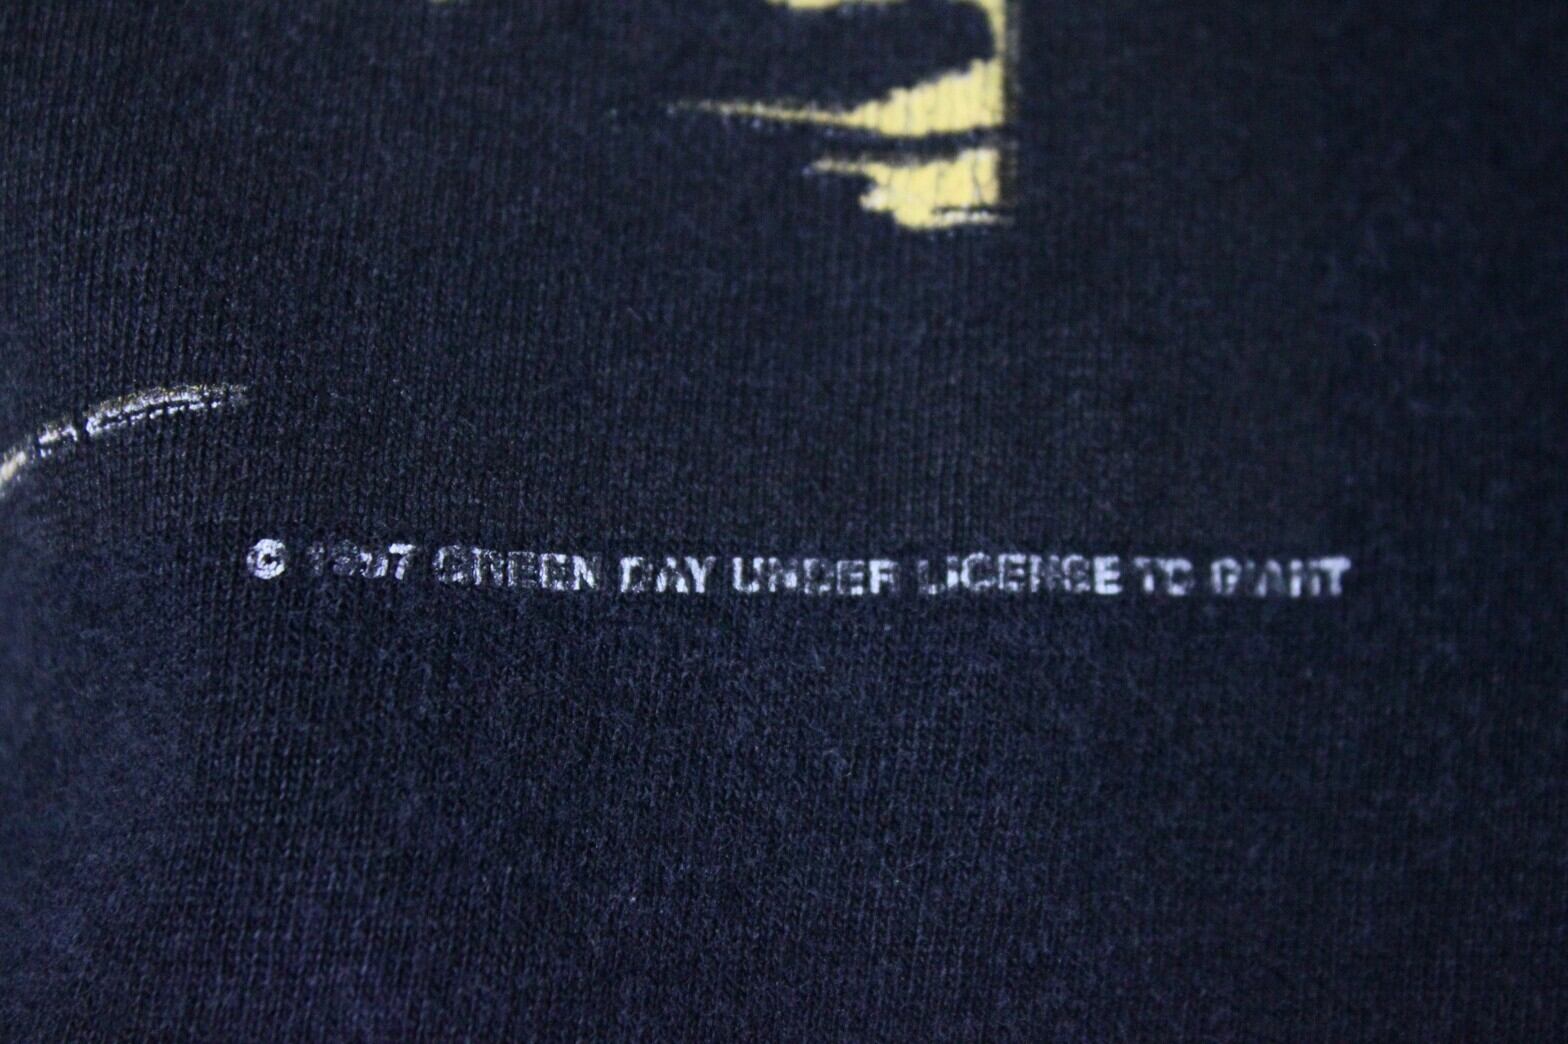 © 1997 GREEN DAY UNDER LICENSE TO GIANT